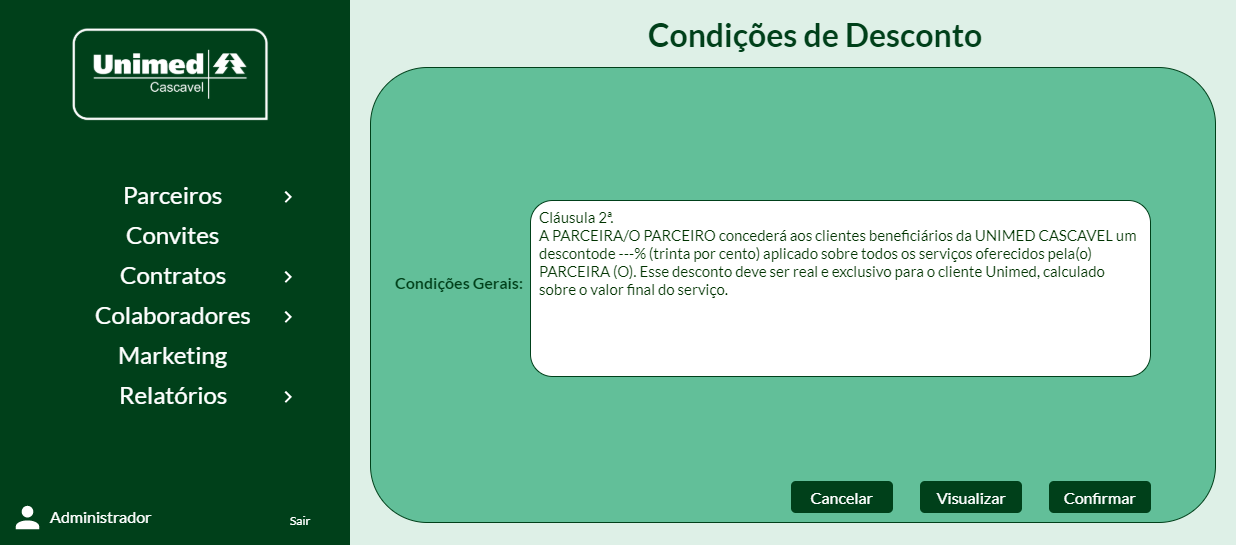 Unimed
Cascavel
Parceiros
Convites
Contratos
Colaboradores
Marketing
Relatórios
Administrador
Sair
Condições de Desconto
Condições Gerais:
Cláusula 2ª.
A PARCEIRA/O PARCEIRO concederá aos clientes beneficiários da UNIMED CASCAVEL um
descontode ---% (trinta por cento) aplicado sobre todos os serviços oferecidos pela(o)
PARCEIRA (O). Esse desconto deve ser real e exclusivo para o cliente Unimed, calculado
sobre o valor final do serviço.
Cancelar
Visualizar
Confirmar